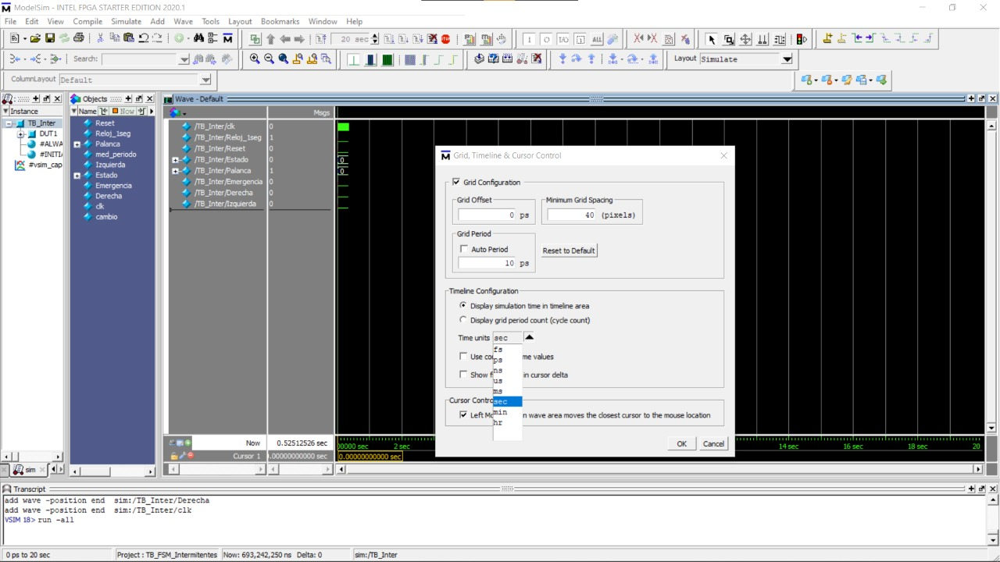 ModelSim - INTEL FPGA STARTER EDITION 2020.1
File Edit View Compile Simulate Add Wave Tools Layout Bookmarks Window Help
20 sec
Search:
Layout Simulate
ColumnLayout Default
Instance
TB_Inter
DUT1
#ALWA
#INITI
#vsim_cap
sim
Objects
Name Now
Reset
Reloj_1seg
Palanca
med_periodo
Izquierda
Estado
Emergencia
Derecha
clk
cambio
Wave - Default
Msgs
/TB_Inter/clk 0
/TB_Inter/Reloj_1seg 1
/TB_Inter/Reset 0
/TB_Inter/Estado 0 0
/TB_Inter/Palanca 1 0
/TB_Inter/Emergencia 0
/TB_Inter/Derecha 0
/TB_Inter/Izquierda 0
Grid, Timeline & Cursor Control
Grid Configuration
Grid Offset
0 ps
Minimum Grid Spacing
40 (pixels)
Grid Period
Auto Period
10 ps
Reset to Default
Timeline Configuration
Display simulation time in timeline area
Display grid period count (cycle count)
Time units sec
fs
Use co me values
ps
ns
Show f in cursor delta
us
ms
Cursor Contro
sec
min
Left Mo n wave area moves the closest cursor to the mouse location
hr
OK Cancel
Now 0.52512526 sec
0000 sec 2 sec 14 sec 16 sec 18 sec 20
Cursor 1 .00000000000 sec
0.00000000000 sec
Transcript
add wave -position end sim:/TB_Inter/Derecha
add wave -position end sim:/TB_Inter/clk
VSIM 18> run -all
0 ps to 20 sec Project : TB_FSM_Intermitentes Now: 693,242,250 ns Delta: 0 sim:/TB_Inter